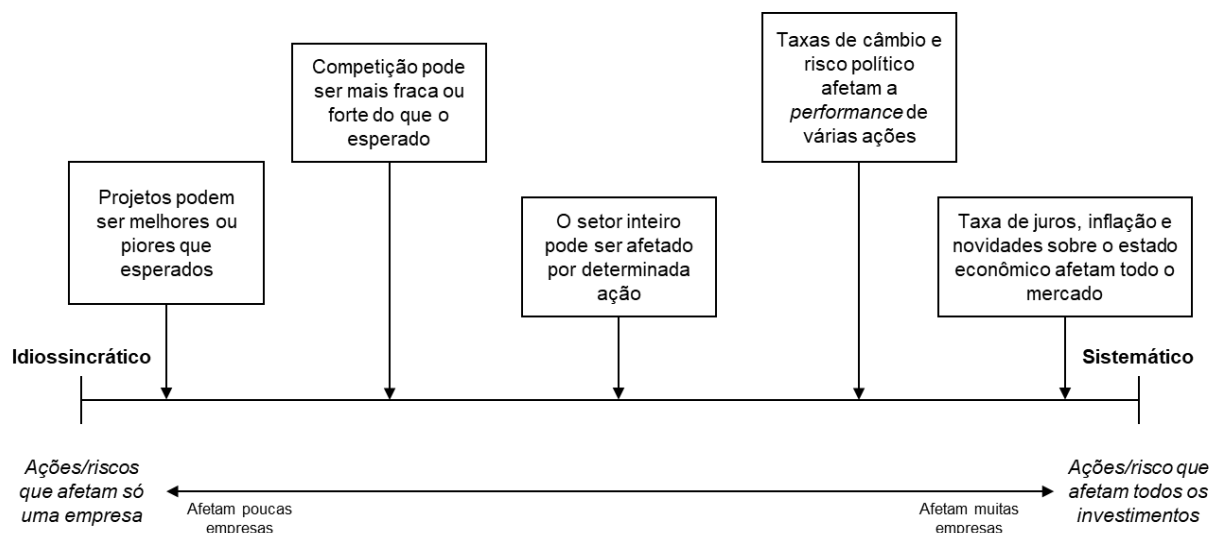 Projetos podem
ser melhores ou
piores que
esperados
Competição pode
ser mais fraca ou
forte do que o
esperado
O setor inteiro
pode ser afetado
por determinada
ação
Taxas de câmbio e
risco político
afetam a
performance de
várias ações
Taxa de juros, inflação e
novidades sobre o estado
econômico afetam todo o
mercado
Idiossincrático
Sistemático
Ações/riscos
que afetam só
uma empresa
Afetam poucas
empresas
Afetam muitas
empresas
Ações/risco que
afetam todos os
investimentos